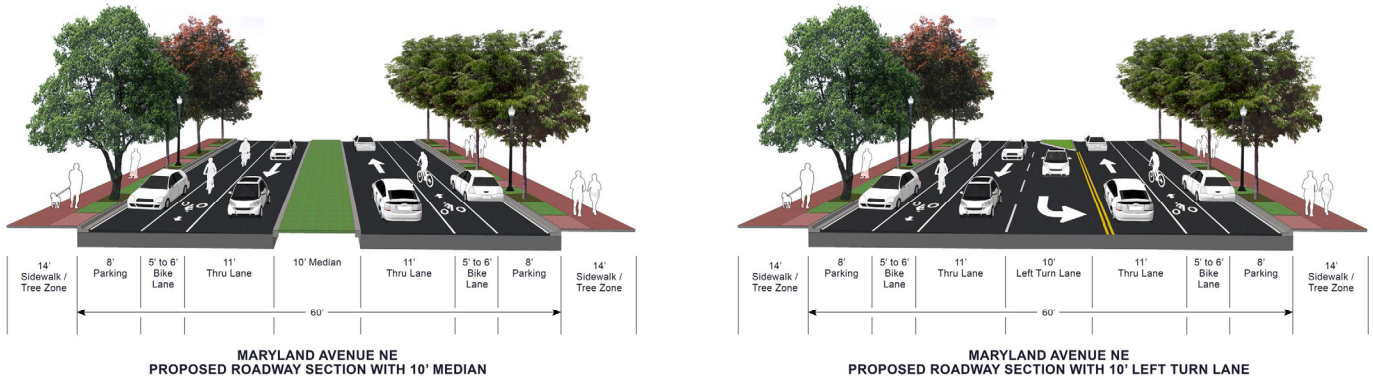 14'
Sidewalk /
Tree Zone
8'
Parking
5' to 6'
Bike
Lane
11'
Thru Lane
10' Median
11'
Thru Lane
5' to 6'
Bike
Lane
8'
Parking
14'
Sidewalk /
Tree Zone
60'
MARYLAND AVENUE NE
PROPOSED ROADWAY SECTION WITH 10' MEDIAN
14'
Sidewalk /
Tree Zone
8'
Parking
5' to 6'
Bike
Lane
11'
Thru Lane
10'
Left Turn Lane
11'
Thru Lane
5' to 6'
Bike
Lane
8'
Parking
14'
Sidewalk /
Tree Zone
60'
MARYLAND AVENUE NE
PROPOSED ROADWAY SECTION WITH 10' LEFT TURN LANE